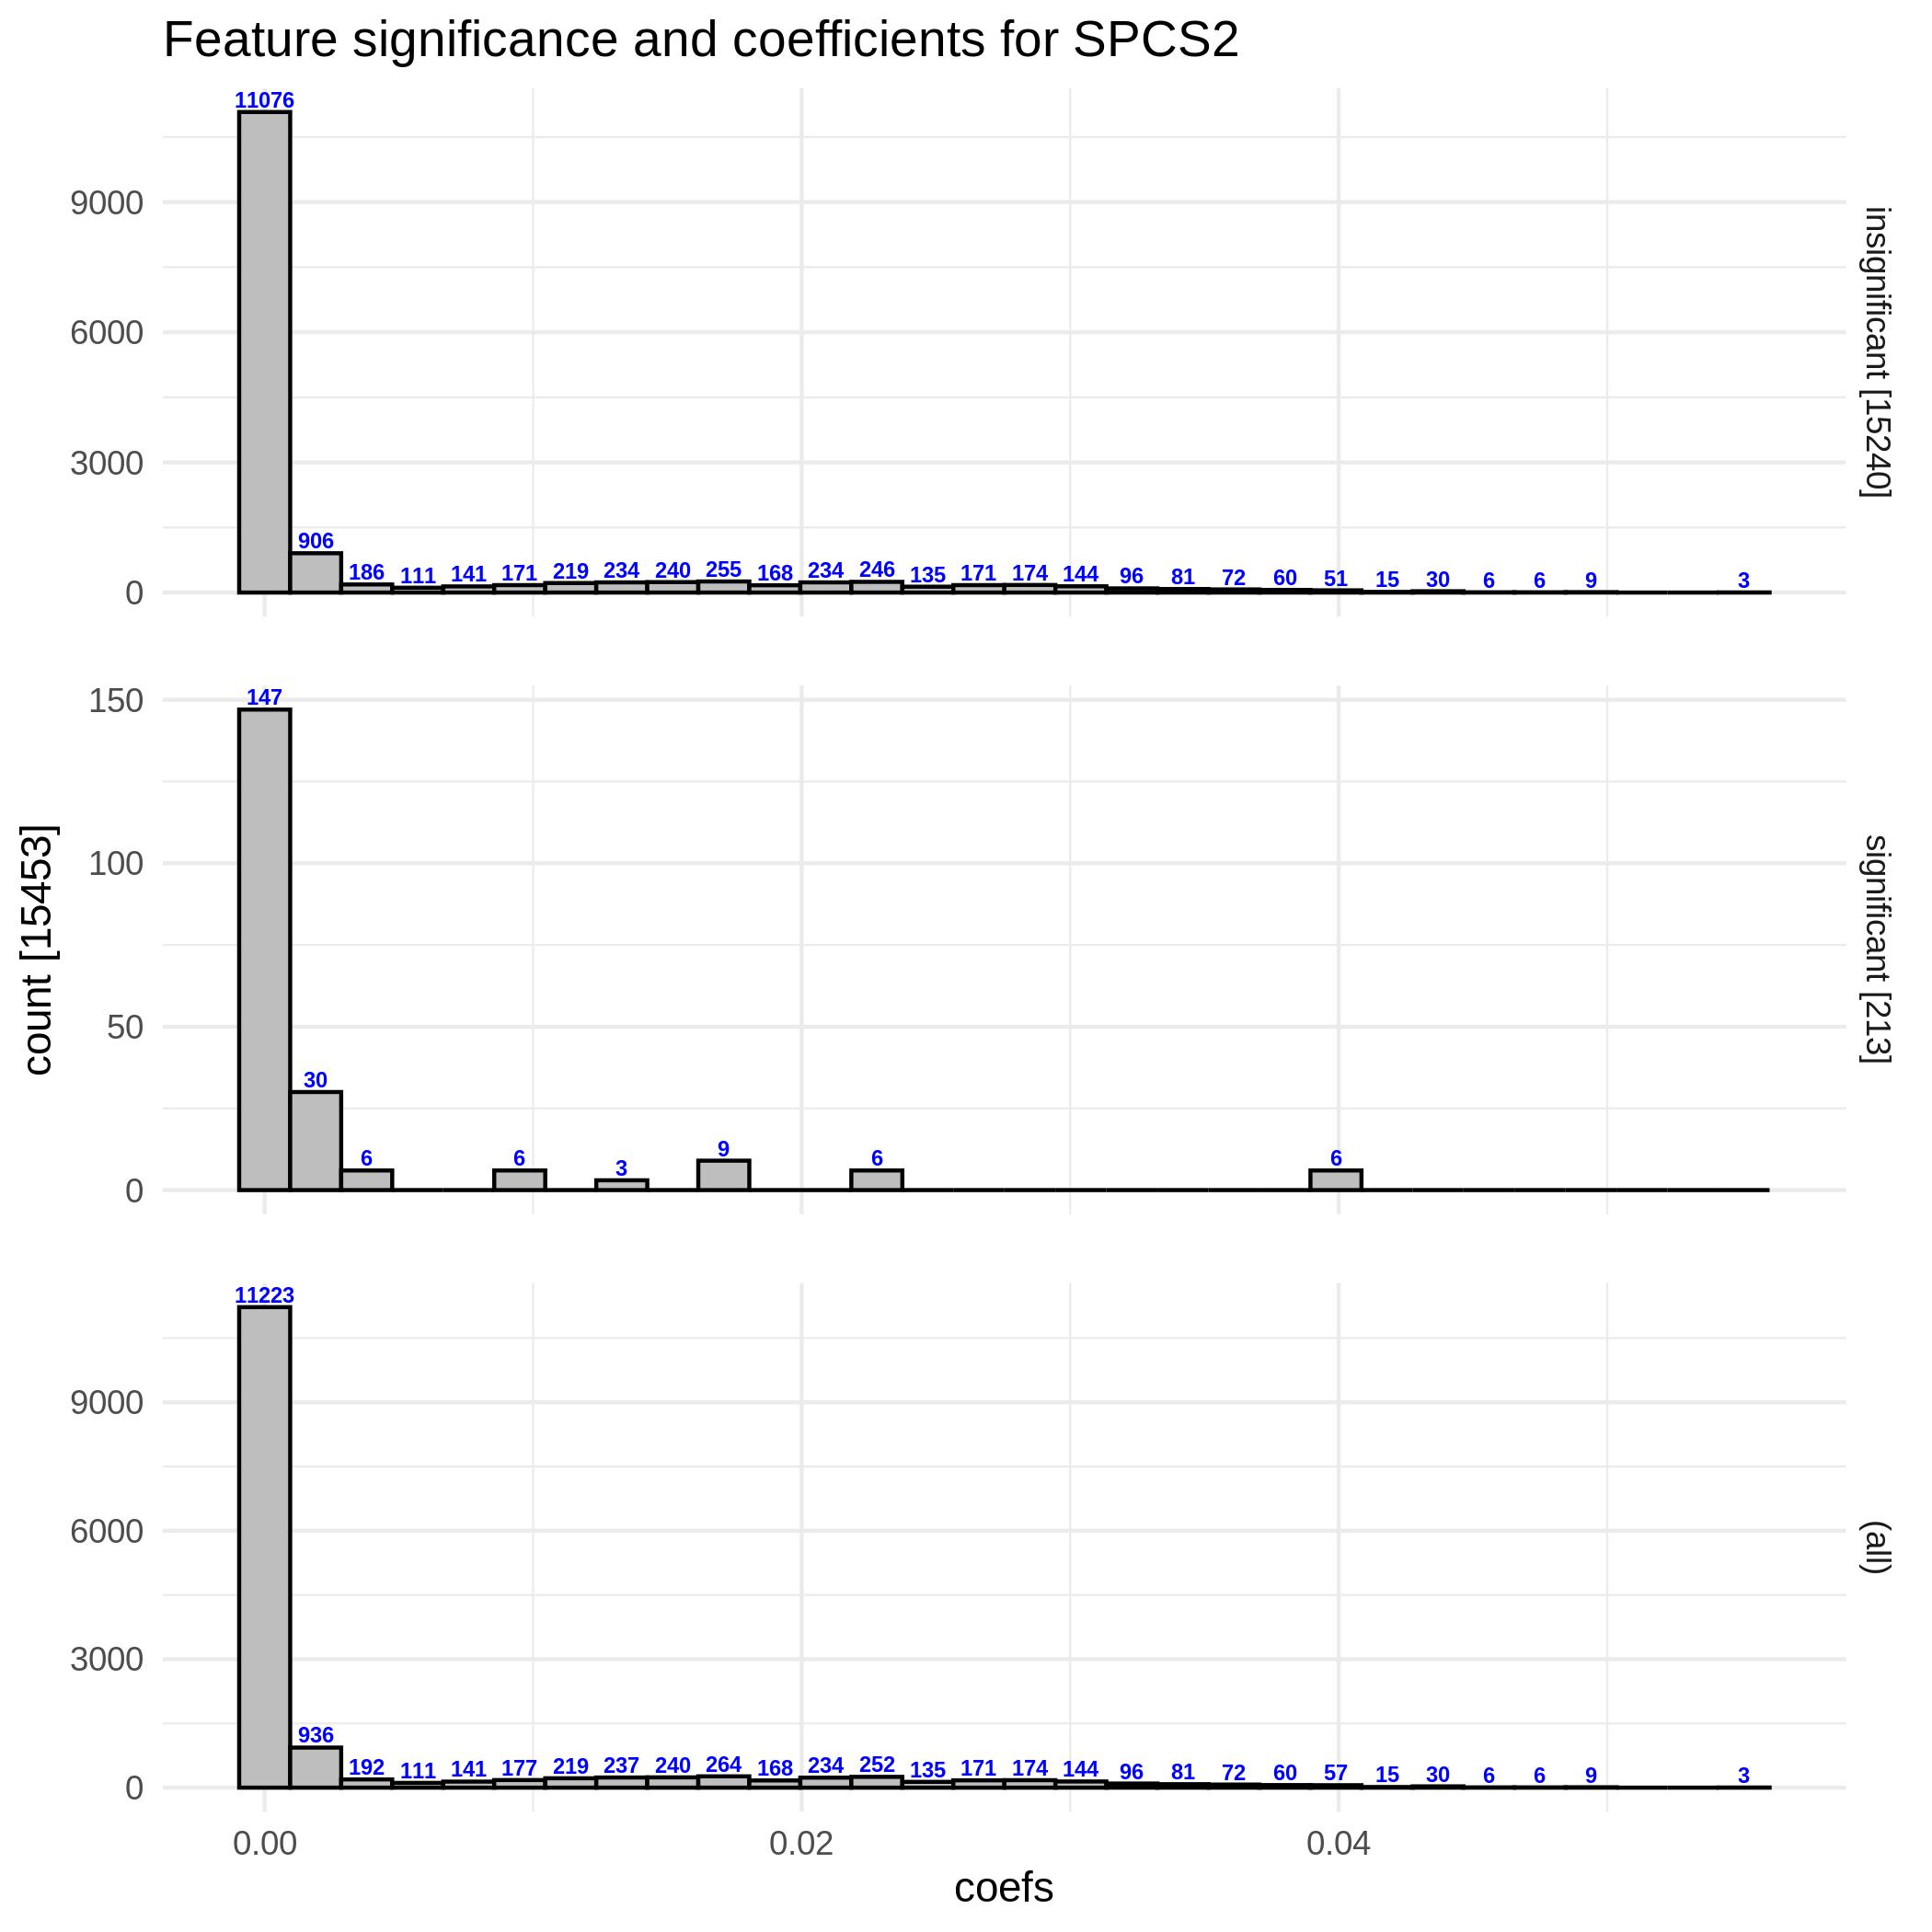 Feature significance and coefficients for SPCS2
11076
9000
6000
3000
0
906 186 111 141 171 219 234 240 255 168 234 246 135 171 174 144 96 81 72 60 51 15 30 6 6 9 3
insignificant [15240]
count [15453]
147
150
100
50
0
30 6 6 3 9 6 6
significant [213]
11223
9000
6000
3000
0
936 192 111 141 177 219 237 240 264 168 234 252 135 171 174 144 96 81 72 60 57 15 30 6 6 9 3
(all)
0.00 0.02 0.04
coefs